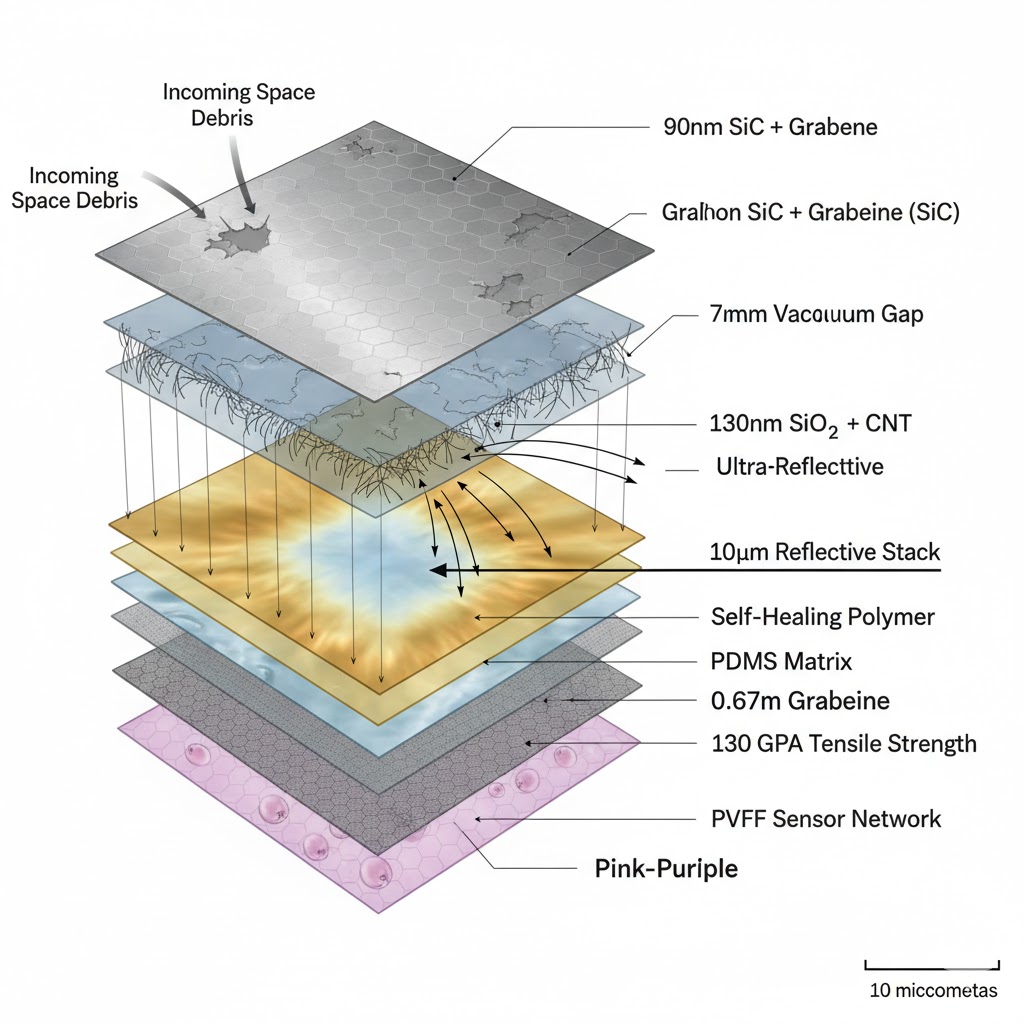 Incoming Space
Debris
Incoming
Space Debris
90nm SiC + Grabene
Gralhon SiC + Grabeine (SiC)
7mm Vacauum Gap
130nm SiO₂ + CNT
Ultra-Reflecttive
10µm Reflective Stack
Self-Healing Polymer
PDMS Matrix
0.67m Grabeine
130 GPA Tensile Strength
PVFF Sensor Network
Pink-Puriple
10 miccometas